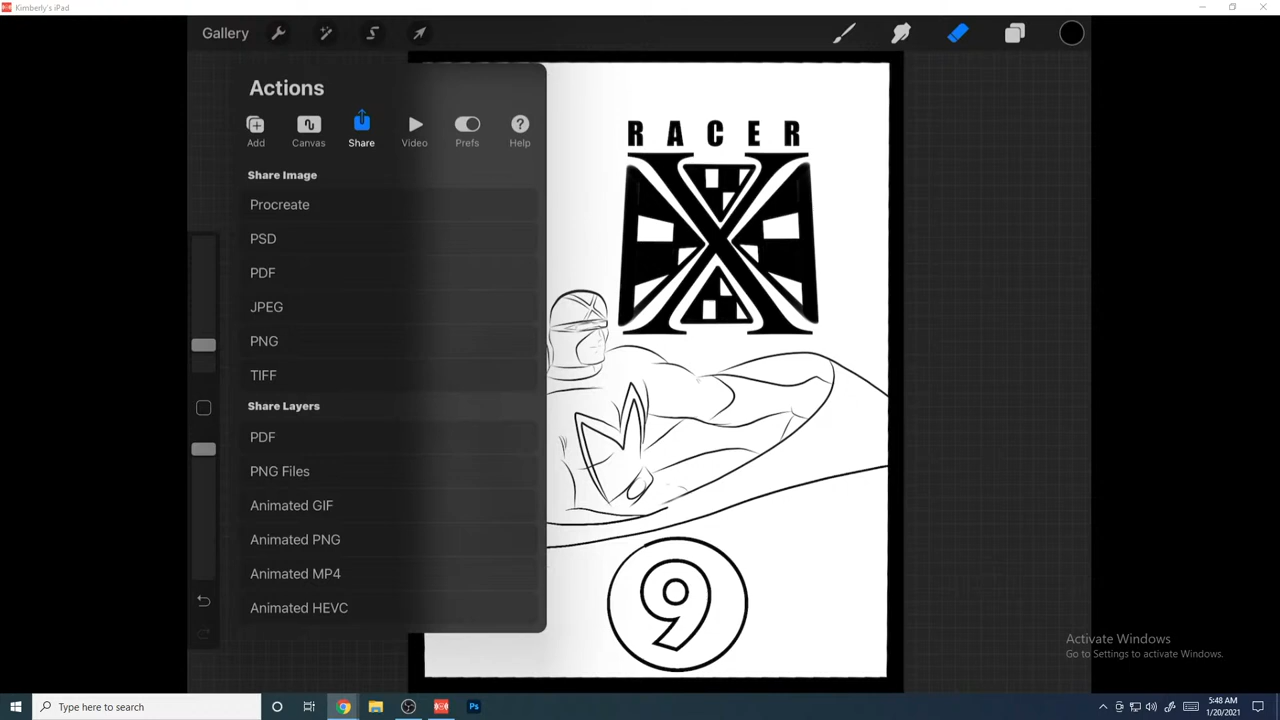 Kimberly's iPad
Gallery
Actions
Add
Canvas
Share
Video
Prefs
Help
Share Image
Procreate
PSD
PDF
JPEG
PNG
TIFF
Share Layers
PDF
PNG Files
Animated GIF
Animated PNG
Animated MP4
Animated HEVC
RACER
X
M
9
Activate Windows
Go to Settings to activate Windows.
Type here to search
Ps
5:48 AM
1/20/2021